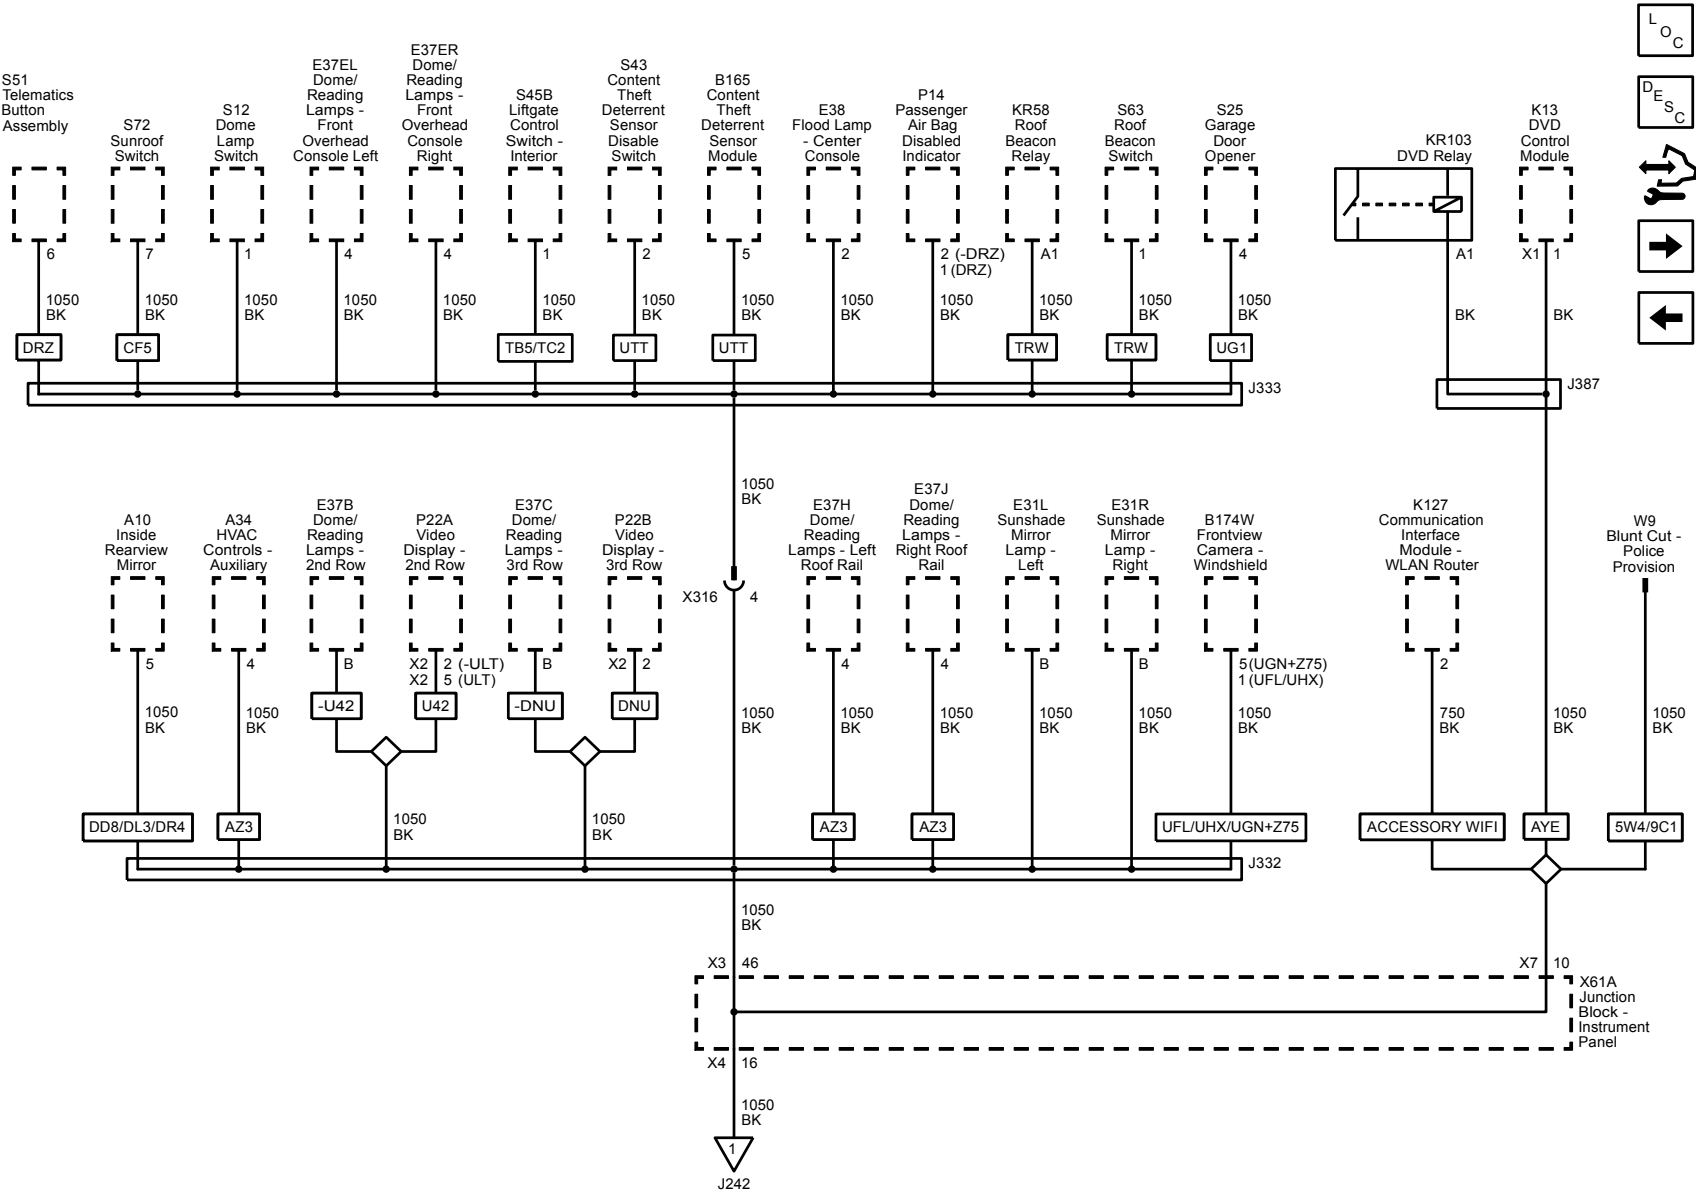 L O C
D E S C
S51
Telematics
Button
Assembly
S72
Sunroof
Switch
S12
Dome
Lamp
Switch
E37EL
Dome/
Reading
Lamps -
Front
Overhead
Console Left
E37ER
Dome/
Reading
Lamps -
Front
Overhead
Console
Right
S45B
Liftgate
Control
Switch -
Interior
S43
Content
Theft
Deterrent
Sensor
Disable
Switch
B165
Content
Theft
Deterrent
Sensor
Module
E38
Flood Lamp
- Center
Console
P14
Passenger
Air Bag
Disabled
Indicator
KR58
Roof
Beacon
Relay
S63
Roof
Beacon
Switch
S25
Garage
Door
Opener
KR103
DVD Relay
K13
DVD
Control
Module
6
7
1
4
4
1
2
5
2
2 (-DRZ)
1 (DRZ)
A1
1
4
A1
X1 1
1050
BK
1050
BK
1050
BK
1050
BK
1050
BK
1050
BK
1050
BK
1050
BK
1050
BK
1050
BK
1050
BK
1050
BK
1050
BK
BK
BK
DRZ
CF5
TB5/TC2
UTT
UTT
TRW
TRW
UG1
J333
J387
1050
BK
A10
Inside
Rearview
Mirror
A34
HVAC
Controls -
Auxiliary
E37B
Dome/
Reading
Lamps -
2nd Row
P22A
Video
Display -
2nd Row
E37C
Dome/
Reading
Lamps -
3rd Row
P22B
Video
Display -
3rd Row
X316 4
E37H
Dome/
Reading
Lamps - Left
Roof Rail
E37J
Dome/
Reading
Lamps -
Right Roof
Rail
E31L
Sunshade
Mirror
Lamp -
Left
E31R
Sunshade
Mirror
Lamp -
Right
B174W
Frontview
Camera -
Windshield
K127
Communication
Interface
Module -
WLAN Router
W9
Blunt Cut -
Police
Provision
5
4
B
X2 2 (-ULT)
X2 5 (ULT)
B
X2 2
4
4
B
B
5 (UGN+Z75)
1 (UFL/UHX)
2
-U42
U42
-DNU
DNU
1050
BK
1050
BK
1050
BK
1050
BK
1050
BK
1050
BK
1050
BK
1050
BK
750
BK
1050
BK
1050
BK
DD8/DL3/DR4
AZ3
1050
BK
1050
BK
AZ3
AZ3
UFL/UHX/UGN+Z75
ACCESSORY WIFI
AYE
5W4/9C1
J332
1050
BK
X3 46
X7 10
X61A
Junction
Block -
Instrument
Panel
X4 16
1050
BK
1
J242